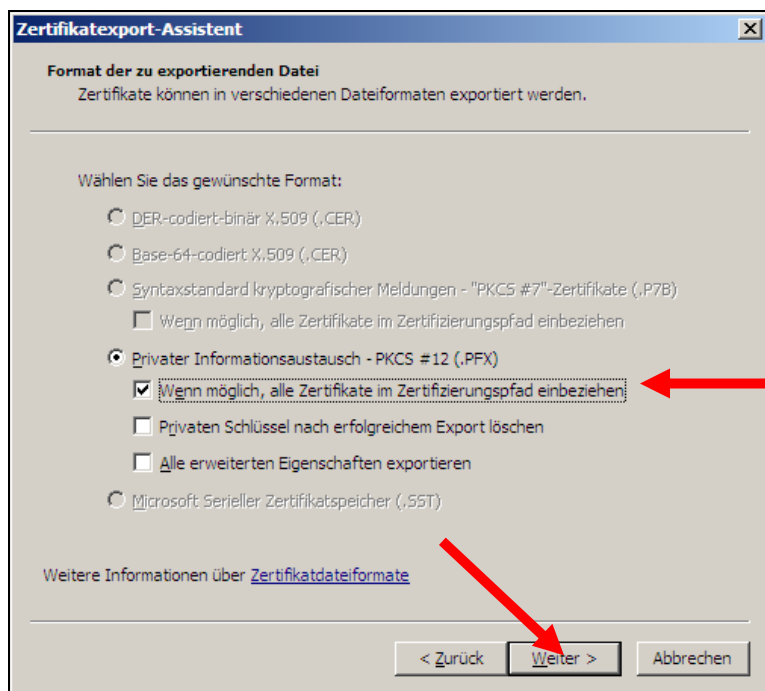 Zertifikatexport-Assistent
Format der zu exportierenden Datei
Zertifikate können in verschiedenen Dateiformaten exportiert werden.
Wählen Sie das gewünschte Format:
DER-codiert-binär X.509 (.CER)
Base-64-codiert X.509 (.CER)
Syntaxstandard kryptografischer Meldungen - "PKCS #7"-Zertifikate (.P7B)
Wenn möglich, alle Zertifikate im Zertifizierungspfad einbeziehen
Privater Informationsaustausch - PKCS #12 (.PFX)
Wenn möglich, alle Zertifikate im Zertifizierungspfad einbeziehen
Privaten Schlüssel nach erfolgreichem Export löschen
Alle erweiterten Eigenschaften exportieren
Microsoft Serieller Zertifikatspeicher (.SST)
Weitere Informationen über Zertifikatdateiformate
< Zurück Weiter > Abbrechen